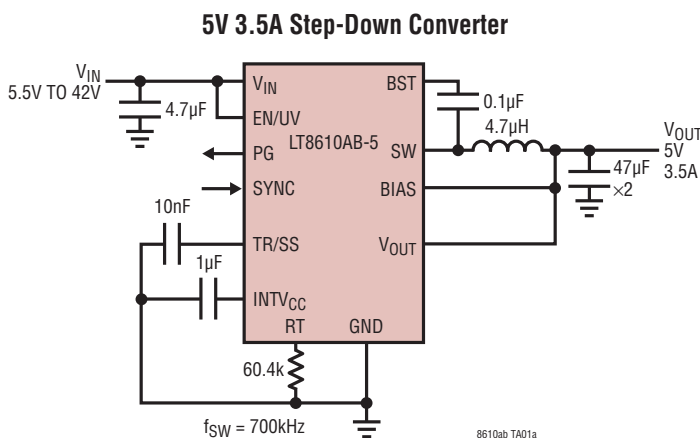 5V 3.5A Step-Down Converter
VIN
5.5V TO 42V
4.7µF
VIN
EN/UV
PG
SYNC
TR/SS
INTVCC
RT
GND
LT8610AB-5
BST
SW
BIAS
VOUT
0.1µF
4.7µH
VOUT
5V
3.5A
47µF
×2
10nF
1µF
60.4k
fSW = 700kHz
8610ab TA01a